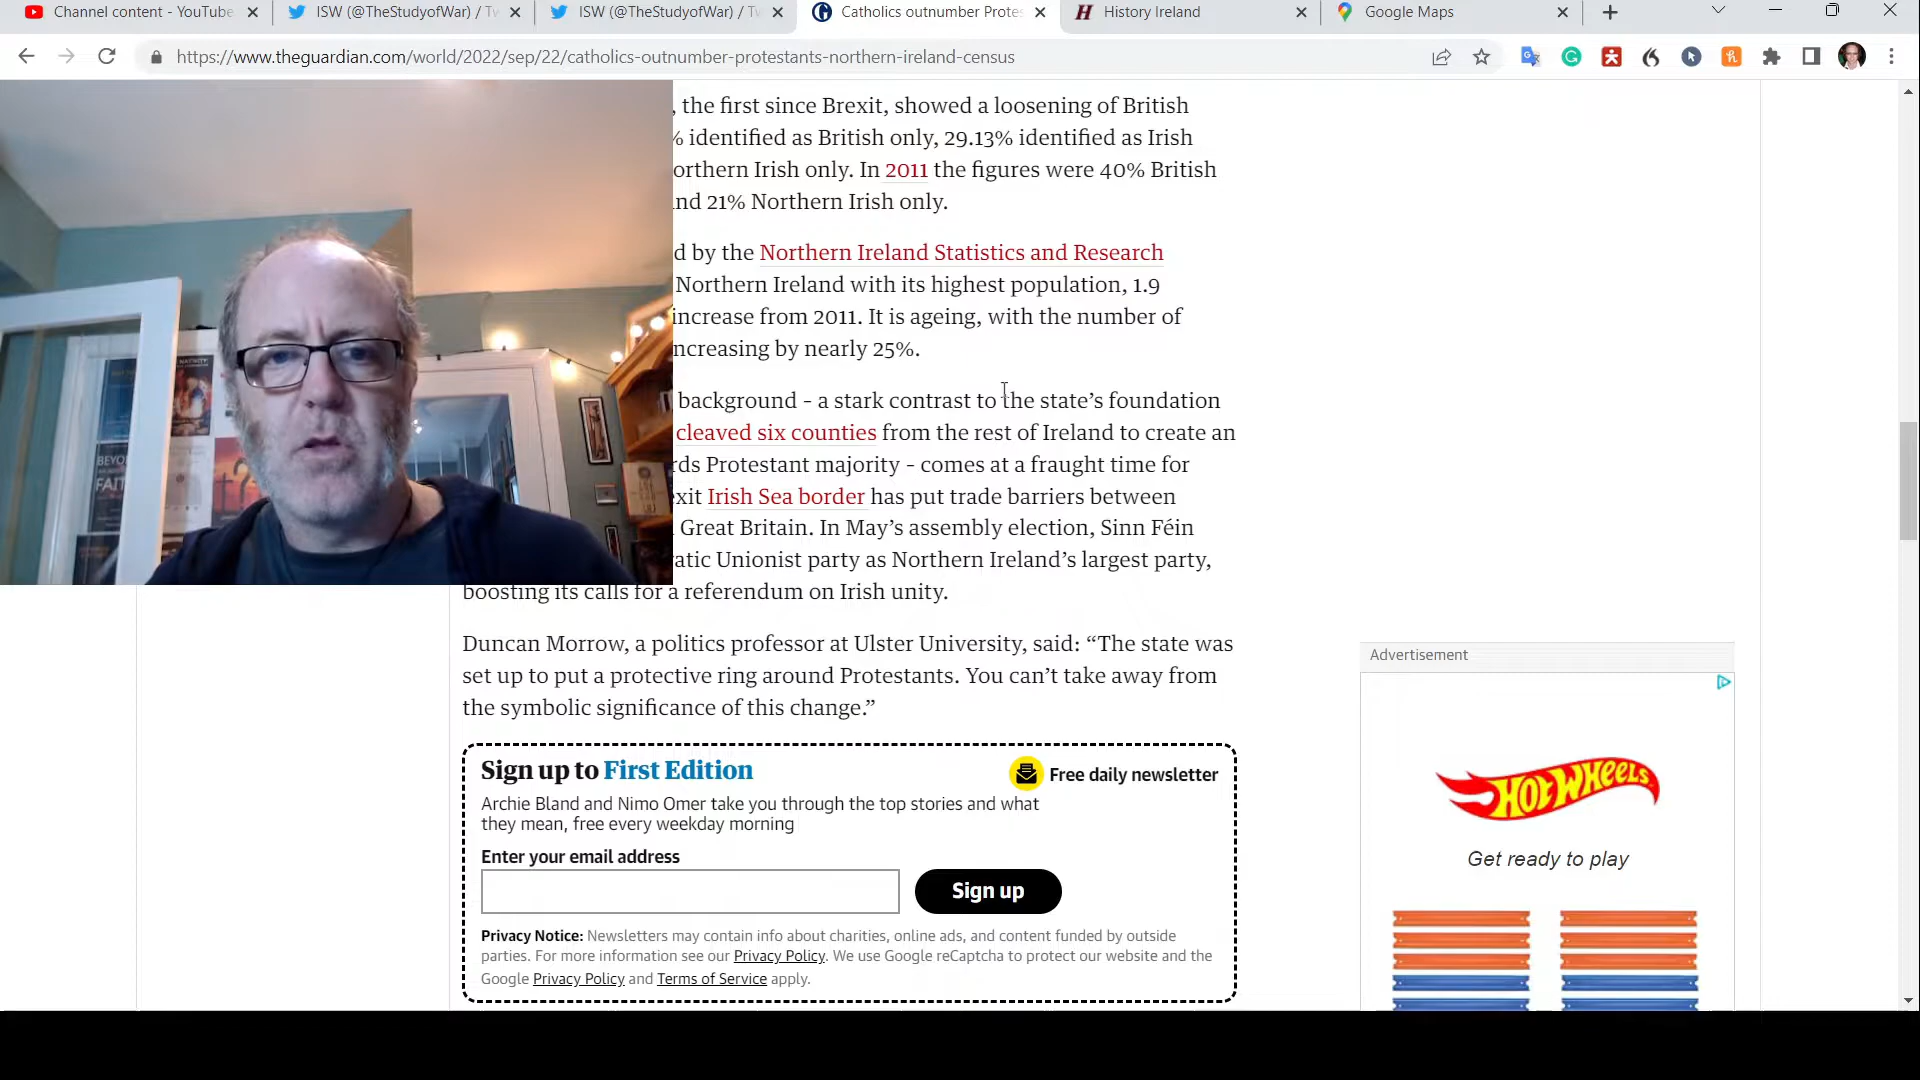 Channel content - YouTube
ISW (@TheStudyofWar) / Tw
ISW (@TheStudyofWar) / Tw
Catholics outnumber Protes
History Ireland
Google Maps
https://www.theguardian.com/world/2022/sep/22/catholics-outnumber-protestants-northern-ireland-census
, the first since Brexit, showed a loosening of British
% identified as British only, 29.13% identified as Irish
orthern Irish only. In 2011 the figures were 40% British
nd 21% Northern Irish only.
d by the Northern Ireland Statistics and Research
Northern Ireland with its highest population, 1.9
increase from 2011. It is ageing, with the number of
ncreasing by nearly 25%.
background – a stark contrast to the state’s foundation
cleaved six counties from the rest of Ireland to create an
rds Protestant majority – comes at a fraught time for
exit Irish Sea border has put trade barriers between
Great Britain. In May’s assembly election, Sinn Féin
atic Unionist party as Northern Ireland’s largest party,
boosting its calls for a referendum on Irish unity.
Duncan Morrow, a politics professor at Ulster University, said: “The state was
set up to put a protective ring around Protestants. You can’t take away from
the symbolic significance of this change.”
Sign up to First Edition
Free daily newsletter
Archie Bland and Nimo Omer take you through the top stories and what
they mean, free every weekday morning
Enter your email address
Sign up
Privacy Notice: Newsletters may contain info about charities, online ads, and content funded by outside
parties. For more information see our Privacy Policy. We use Google reCaptcha to protect our website and the
Google Privacy Policy and Terms of Service apply.
Advertisement
HOT WHEELS
Get ready to play
BEYO
FAIT